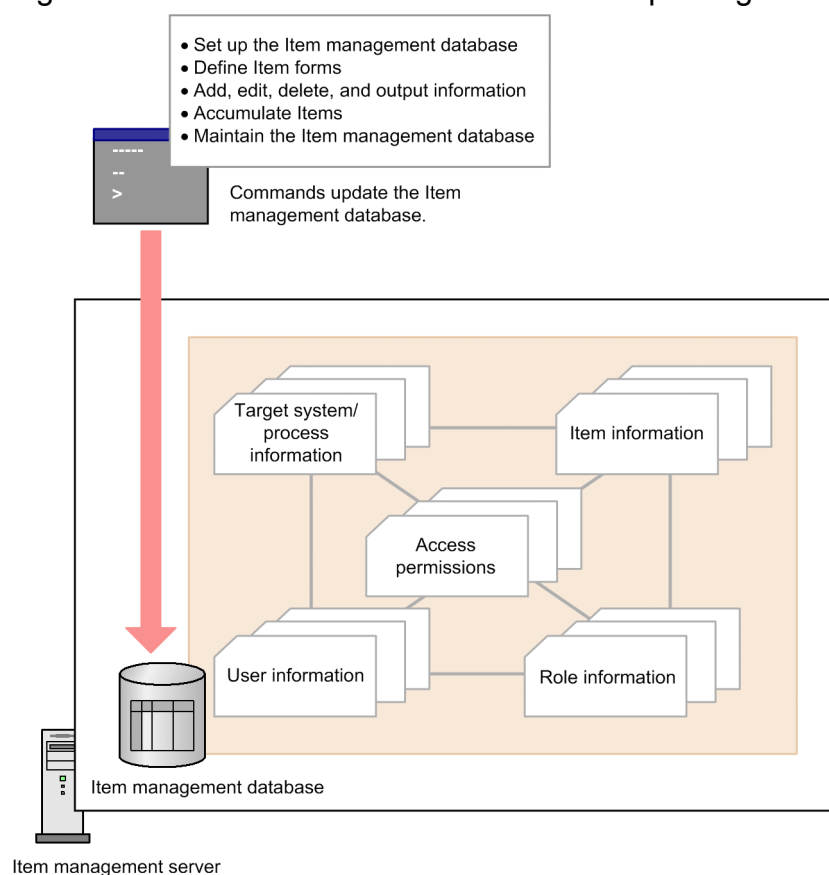 • Set up the Item management database
• Define Item forms
• Add, edit, delete, and output information
• Accumulate Items
• Maintain the Item management database
-----
--
>
Commands update the Item
management database.
Target system/
process
information
Item information
Access
permissions
User information
Role information
Item management database
Item management server